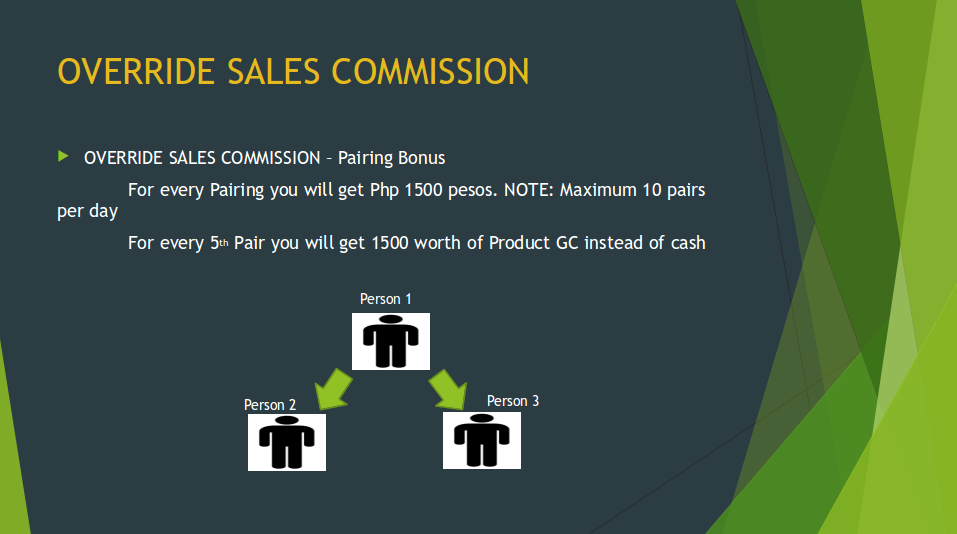 OVERRIDE SALES COMMISSION
OVERRIDE SALES COMMISSION – Pairing Bonus
For every Pairing you will get Php 1500 pesos. NOTE: Maximum 10 pairs
per day
For every 5th Pair you will get 1500 worth of Product GC instead of cash
Person 1
Person 2
Person 3